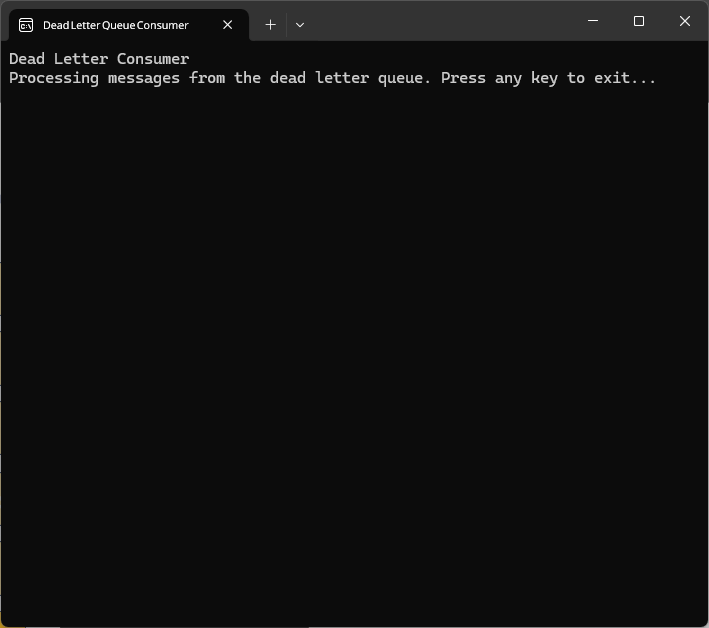 Dead Letter Queue Consumer
Dead Letter Consumer
Processing messages from the dead letter queue. Press any key to exit...